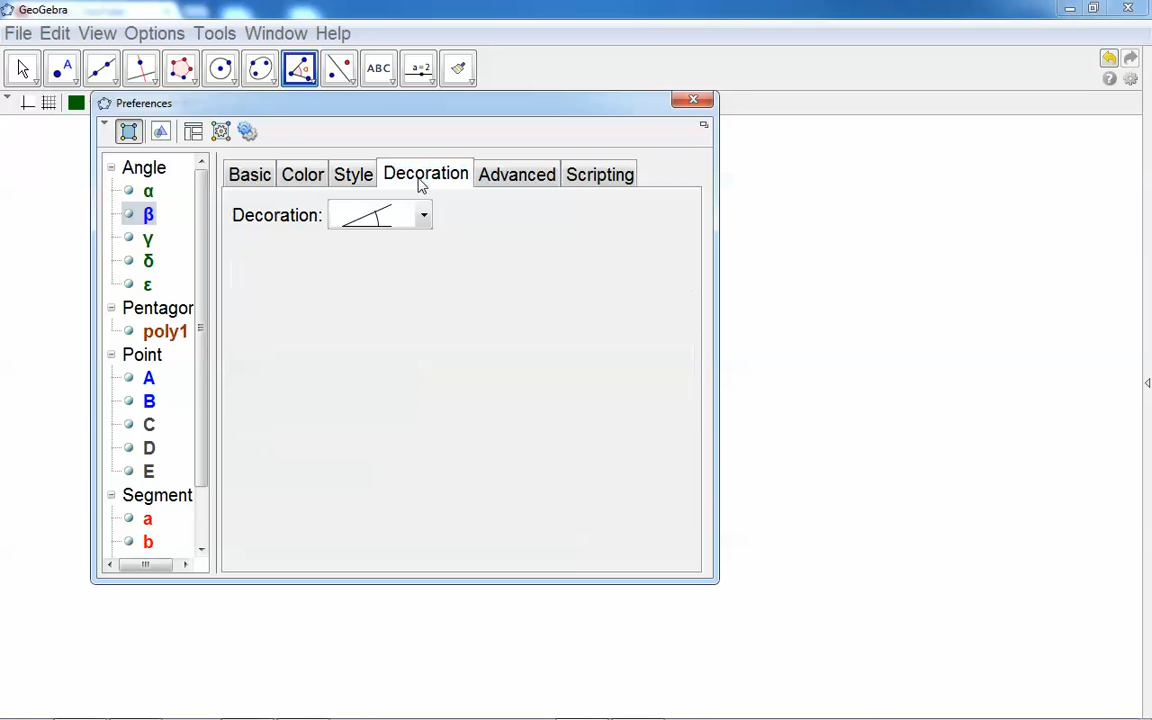 GeoGebra
File Edit View Options Tools Window Help
A ABC a=2
Preferences
Basic Color Style Decoration Advanced Scripting
Decoration:
Angle
α
β
γ
δ
ε
Pentagor
poly1
Point
A
B
C
D
E
Segment
a
b